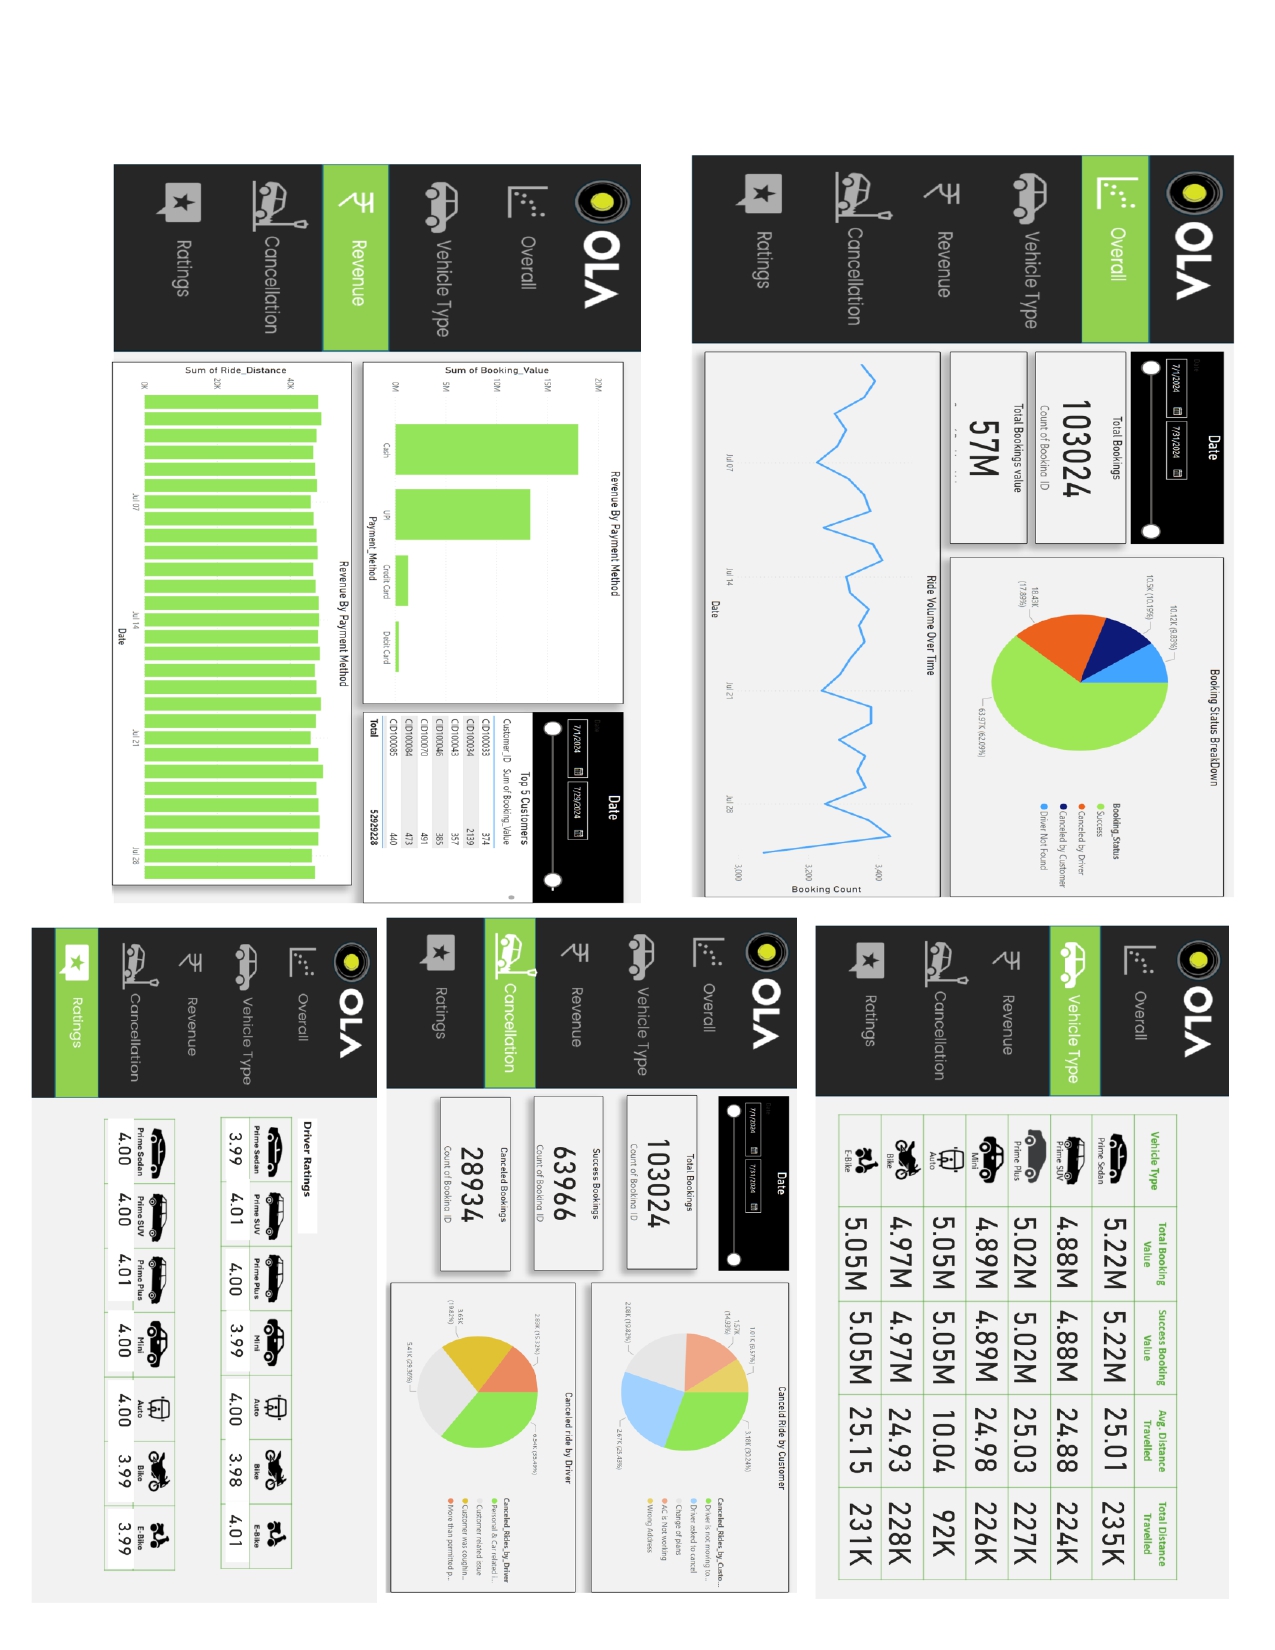 OLA
Overall
Vehicle Type
Revenue
Cancellation
Ratings
Date
7/1/2024
7/31/2024
Total Bookings
103024
Count of Booking ID
Total Bookings value
57M
Booking Status BreakDown
10.12K (9.83%)
10.5K (10.19%)
18.43K
(17.89%)
63.97K (62.09%)
Booking_Status
Success
Canceled by Driver
Canceled by Customer
Driver Not Found
Ride Volume Over Time
3,400
3,200
3,000
Booking Count
Jul 07
Jul 14
Jul 21
Jul 28
Date
OLA
Overall
Vehicle Type
Revenue
Cancellation
Ratings
Vehicle Type Total Booking Value Success Booking Value Avg. Distance Travelled Total Distance Travelled
Prime Sedan 5.22M 5.22M 25.01 235K
Prime SUV 4.88M 4.88M 24.88 224K
Prime Plus 5.02M 5.02M 25.03 227K
Mini 4.89M 4.89M 24.98 226K
Auto 5.05M 5.05M 10.04 92K
Bike 4.97M 4.97M 24.93 228K
E-Bike 5.05M 5.05M 25.15 231K
OLA
Overall
Vehicle Type
Revenue
Cancellation
Ratings
Date
7/1/2024
7/31/2024
Total Bookings
103024
Count of Booking ID
Success Bookings
63966
Count of Booking ID
Canceled Bookings
28934
Count of Booking ID
Canceld Ride by Customer
1.01K (9.57%)
3.18K (30.24%)
1.57K
(14.93%)
2.08K (19.82%)
2.67K (25.43%)
Canceled_Rides_by_Custo...
Driver is not moving to...
Driver asked to cancel
Change of plans
AC is Not working
Wrong Address
Canceled ride by Driver
2.83K (15.32%)
6.54K (35.49%)
3.65K
(19.82%)
5.41K (29.36%)
Canceled_Rides_by_Driver
Personal & Car related i...
Customer related issue
Customer was coughin...
More than permitted p...
OLA
Overall
Vehicle Type
Revenue
Cancellation
Ratings
Revenue By Payment Method
20M
15M
10M
5M
0M
Sum of Booking_Value
Cash
UPI
Credit Card
Debit Card
Payment_Method
Date
7/1/2024
7/29/2024
Top 5 Customers
Customer_ID Sum of Booking_Value
CID100033 374
CID100034 2139
CID100043 357
CID100046 385
CID100070 491
CID100084 473
CID100085 440
Total 52929228
Revenue By Payment Method
40K
20K
0K
Sum of Ride_Distance
Jul 07
Jul 14
Jul 21
Jul 28
Date
OLA
Overall
Vehicle Type
Revenue
Cancellation
Ratings
Driver Ratings
Prime Sedan Prime SUV Prime Plus Mini Auto Bike E-Bike
3.99 4.01 4.00 3.99 4.00 3.98 4.01
Prime Sedan Prime SUV Prime Plus Mini Auto Bike E-Bike
4.00 4.00 4.01 4.00 4.00 3.99 3.99